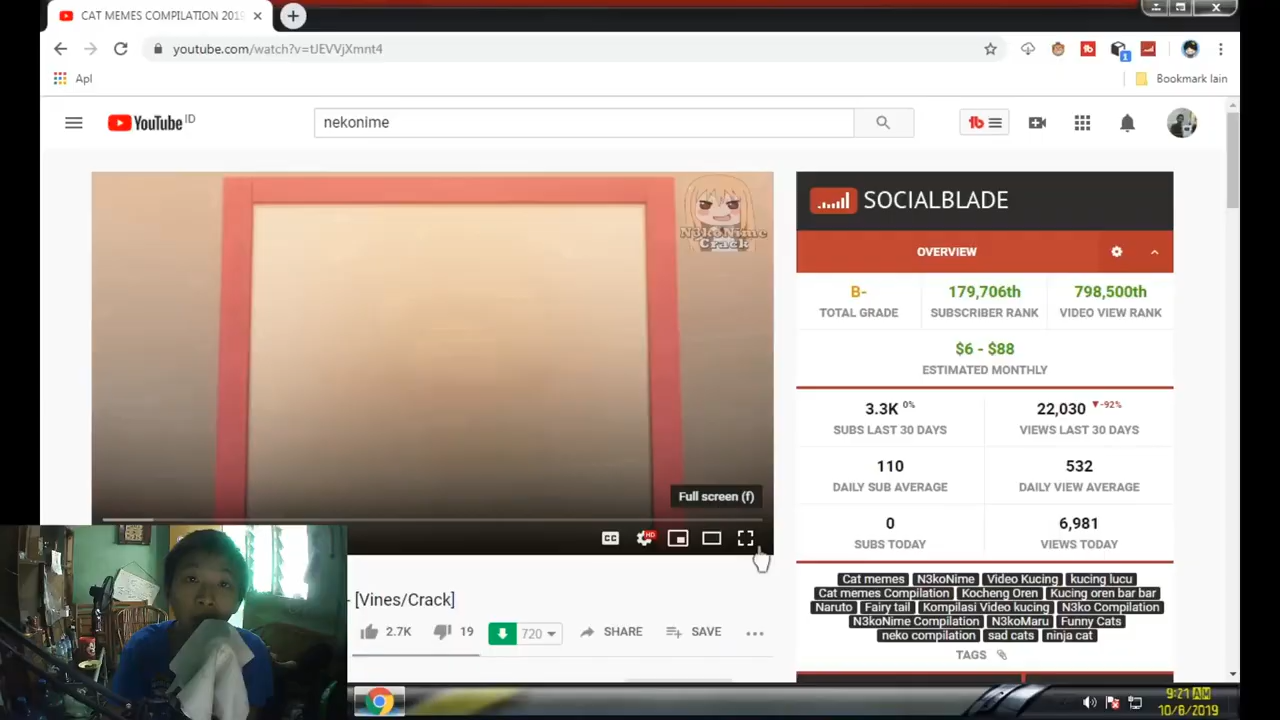 CAT MEMES COMPILATION 2019
youtube.com/watch?v=tJEVVjXmnt4
1
Apl
Bookmark lain
YouTube ID
nekonime
N3koNime
Crack
Full screen (f)
HD
[Vines/Crack]
2.7K
19
720
SHARE
SAVE
SOCIALBLADE
OVERVIEW
B-
179,706th
798,500th
TOTAL GRADE
SUBSCRIBER RANK
VIDEO VIEW RANK
$6 - $88
ESTIMATED MONTHLY
3.3K 0%
22,030 ▼-92%
SUBS LAST 30 DAYS
VIEWS LAST 30 DAYS
110
532
DAILY SUB AVERAGE
DAILY VIEW AVERAGE
0
6,981
SUBS TODAY
VIEWS TODAY
Cat memes N3koNime Video Kucing kucing lucu
Cat memes Compilation Kocheng Oren Kucing oren bar bar
Naruto Fairy tail Kompilasi Video kucing N3ko Compilation
N3koNime Compilation N3koMaru Funny Cats
neko compilation sad cats ninja cat
TAGS
9:21 AM
10/6/2019